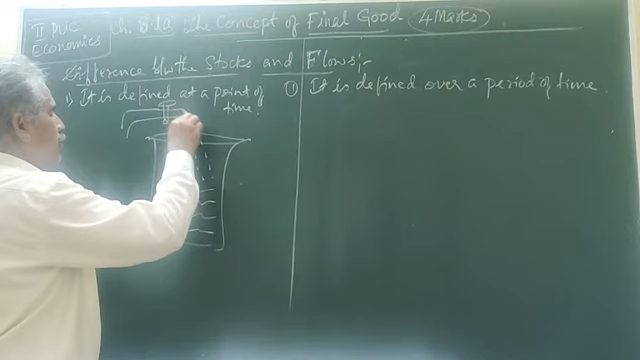 II PUC
Economics
Ch. 8.1a) The Concept of Final Good (4 Marks)
Difference b/w the Stocks and Flows:-
1) It is defined at a point of time.
1) It is defined over a period of time.